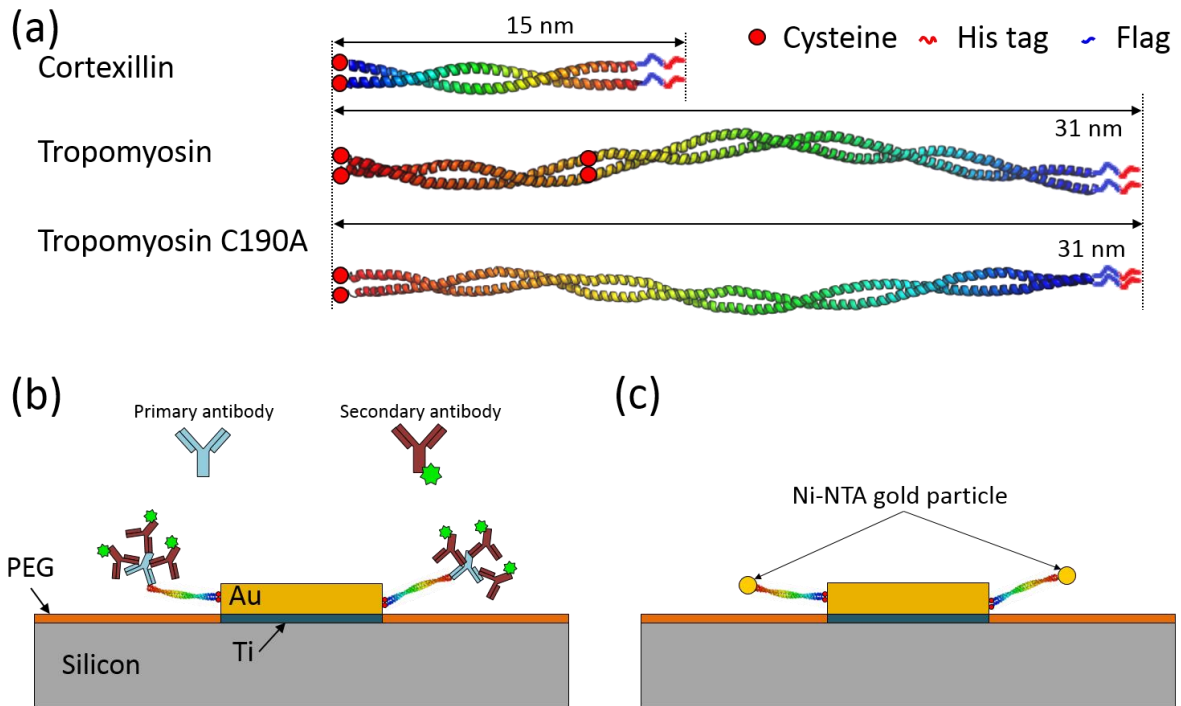 (a)
15 nm
Cysteine
His tag
Flag
Cortexillin
31 nm
Tropomyosin
31 nm
Tropomyosin C190A
(b)
Primary antibody
Secondary antibody
PEG
Au
Ti
Silicon
(c)
Ni-NTA gold particle